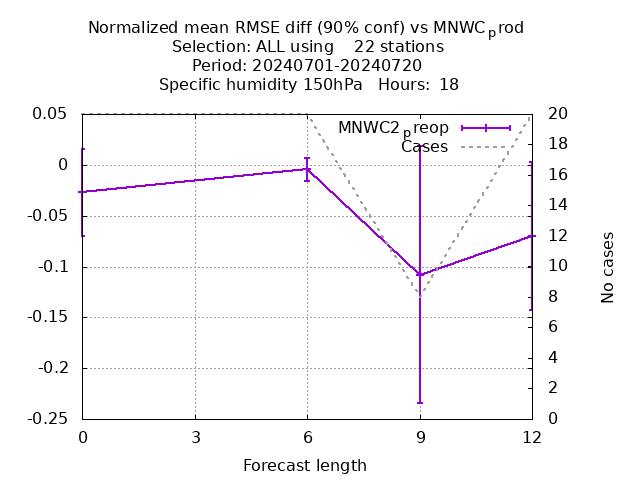 Normalized mean RMSE diff (90% conf) vs MNWCprod
Selection: ALL using    22 stations
Period: 20240701-20240720
Specific humidity 150hPa   Hours: 18
MNWC2preop
Cases
0.05
0
-0.05
-0.1
-0.15
-0.2
-0.25
20
18
16
14
12
10
8
6
4
2
0
No cases
0 3 6 9 12
Forecast length